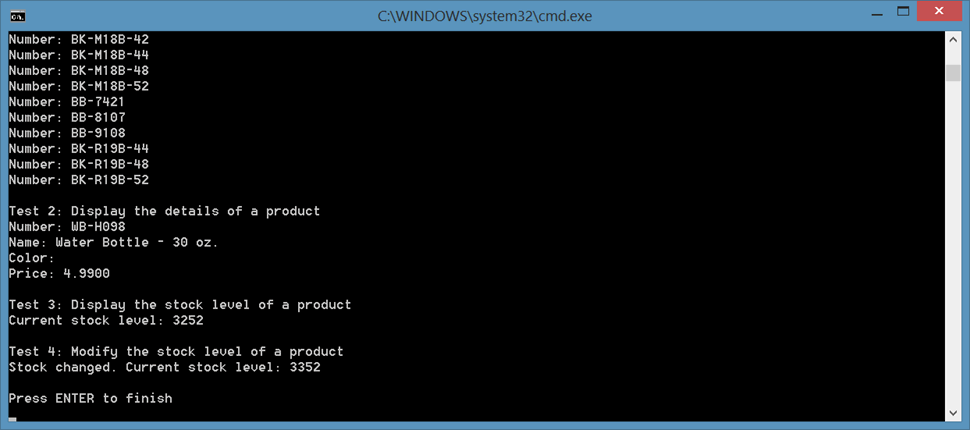 C:\WINDOWS\system32\cmd.exe
Number: BK-M18B-42
Number: BK-M18B-44
Number: BK-M18B-48
Number: BK-M18B-52
Number: BB-7421
Number: BB-8107
Number: BB-9108
Number: BK-R19B-44
Number: BK-R19B-48
Number: BK-R19B-52
Test 2: Display the details of a product
Number: WB-H098
Name: Water Bottle - 30 oz.
Color:
Price: 4.9900
Test 3: Display the stock level of a product
Current stock level: 3252
Test 4: Modify the stock level of a product
Stock changed. Current stock level: 3352
Press ENTER to finish